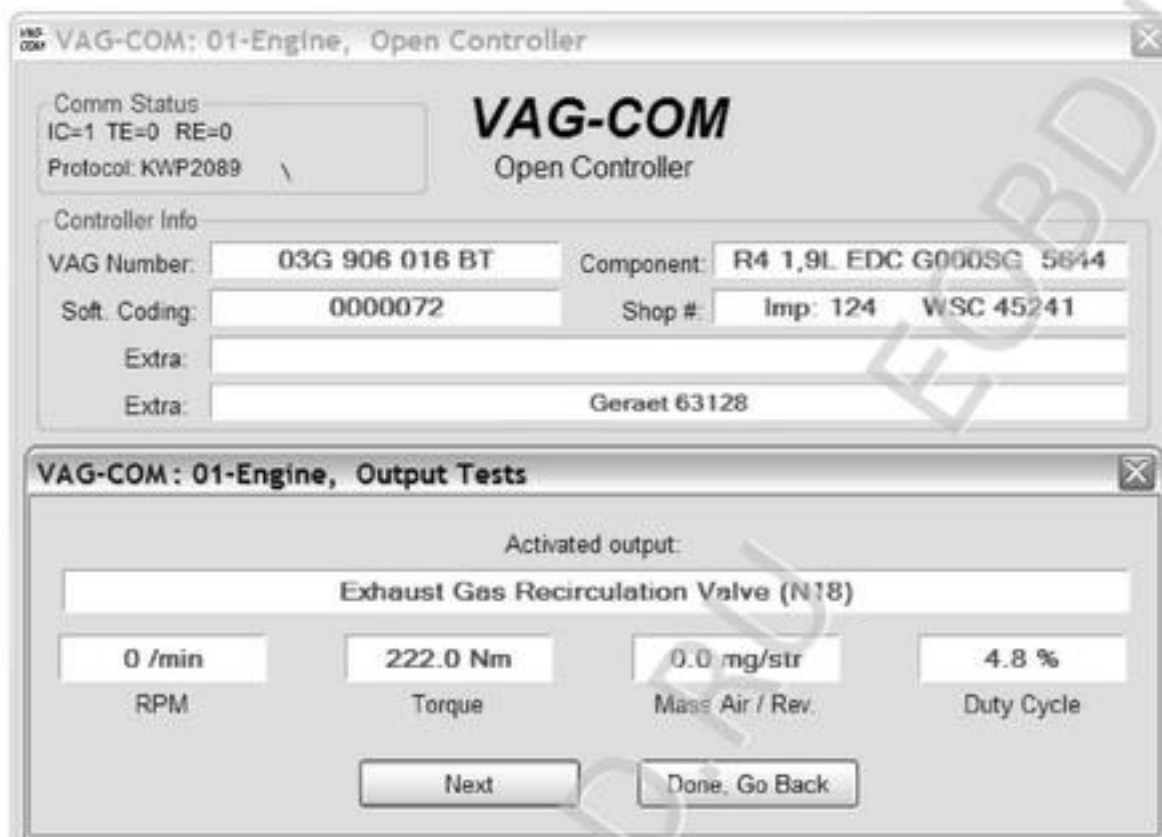 VAG-COM: 01-Engine, Open Controller
Comm Status
IC=1 TE=0 RE=0
Protocol: KWP2089 \
VAG-COM
Open Controller
Controller Info
VAG Number: 03G 906 016 BT Component: R4 1,9L EDC G000SG 5844
Soft. Coding: 0000072 Shop #: Imp: 124 WSC 45241
Extra:
Extra: Geraet 63128
VAG-COM: 01-Engine, Output Tests
Activated output:
Exhaust Gas Recirculation Valve (N18)
0 /min 222.0 Nm 0.0 mg/str 4.8 %
RPM Torque Mass Air / Rev. Duty Cycle
Next Done, Go Back